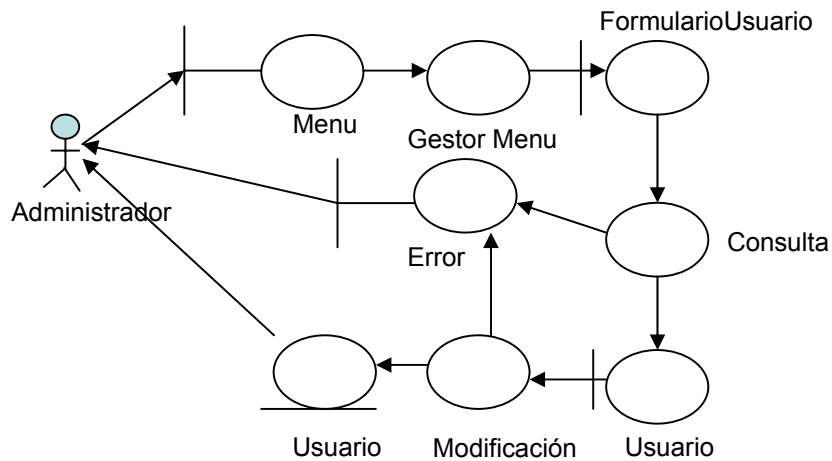 FormularioUsuario
Menu
Gestor Menu
Administrador
Error
Consulta
Usuario
Modificación
Usuario